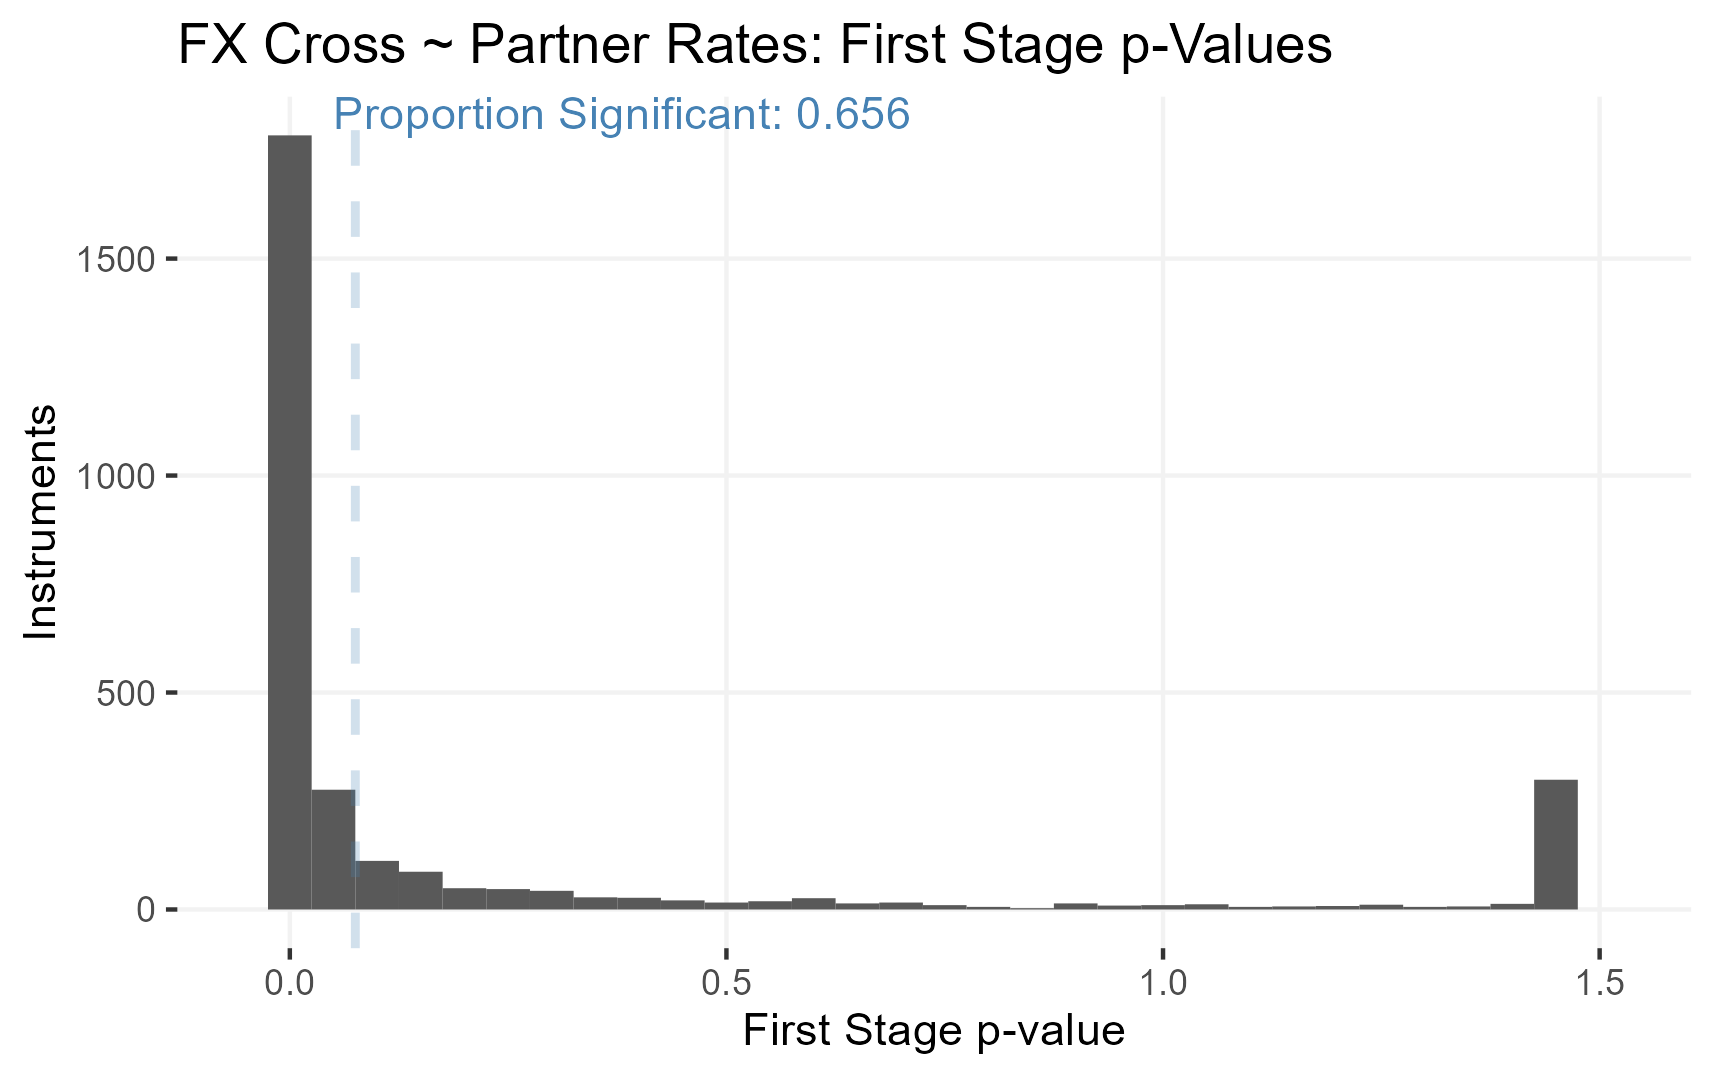 FX Cross ~ Partner Rates: First Stage p-Values
Proportion Significant: 0.656
1500
1000
500
0
Instruments
0.0 0.5 1.0 1.5
First Stage p-value